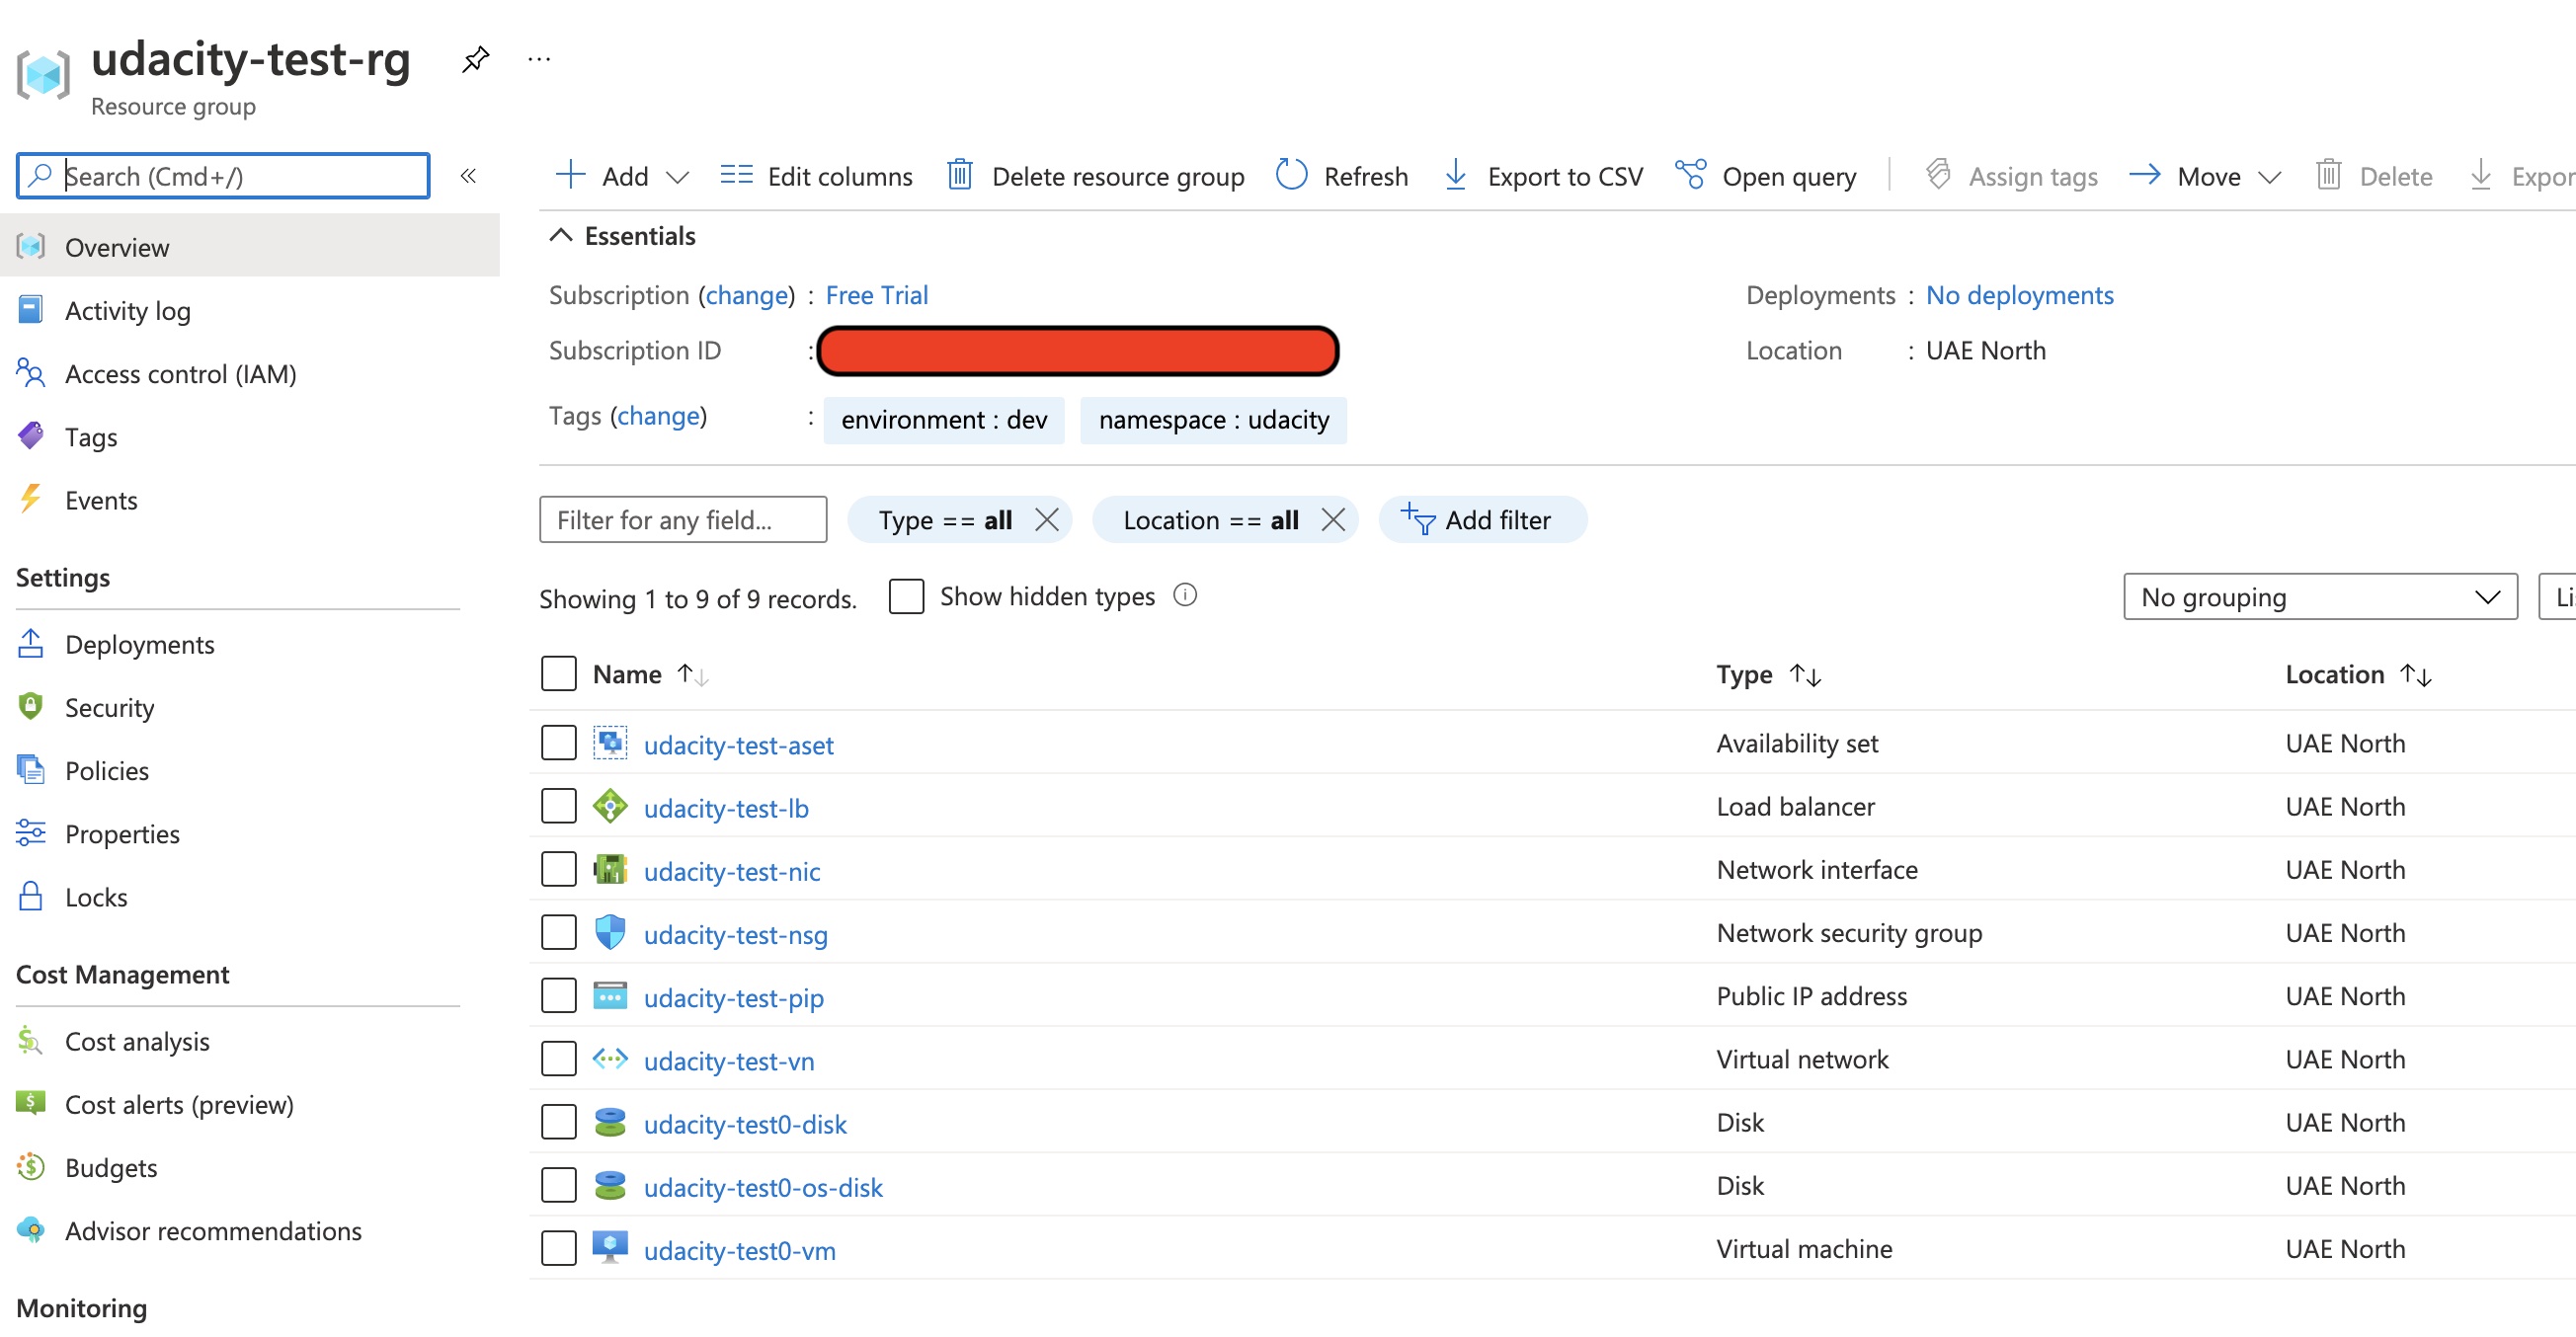 udacity-test-rg ...
Resource group
Search (Cmd+/)
«
Overview
Activity log
Access control (IAM)
Tags
Events
Settings
Deployments
Security
Policies
Properties
Locks
Cost Management
Cost analysis
Cost alerts (preview)
Budgets
Advisor recommendations
Monitoring
Add Edit columns Delete resource group Refresh Export to CSV Open query Assign tags Move Delete Expor
Essentials
Subscription (change) : Free Trial Deployments : No deployments
Subscription ID : Location : UAE North
Tags (change) : environment : dev namespace : udacity
Filter for any field... Type == all Location == all Add filter
Showing 1 to 9 of 9 records. Show hidden types No grouping Li
Name Type Location
udacity-test-aset Availability set UAE North
udacity-test-lb Load balancer UAE North
udacity-test-nic Network interface UAE North
udacity-test-nsg Network security group UAE North
udacity-test-pip Public IP address UAE North
udacity-test-vn Virtual network UAE North
udacity-test0-disk Disk UAE North
udacity-test0-os-disk Disk UAE North
udacity-test0-vm Virtual machine UAE North